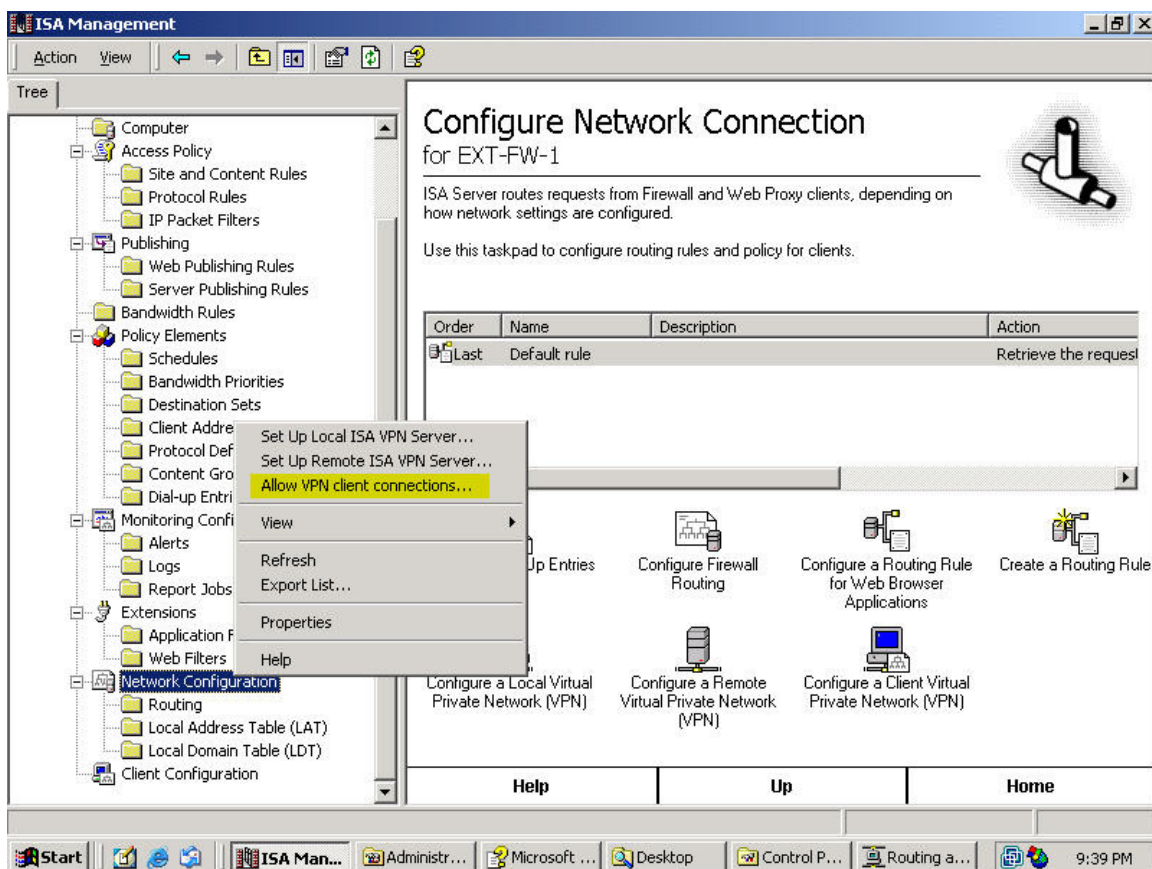 ISA Management
Action View
Tree
Computer
Access Policy
Site and Content Rules
Protocol Rules
IP Packet Filters
Publishing
Web Publishing Rules
Server Publishing Rules
Bandwidth Rules
Policy Elements
Schedules
Bandwidth Priorities
Destination Sets
Client Addre
Protocol Def
Content Gro
Dial-up Entri
Monitoring Confi
Alerts
Logs
Report Jobs
Extensions
Application F
Web Filters
Network Configuration
Routing
Local Address Table (LAT)
Local Domain Table (LDT)
Client Configuration
Set Up Local ISA VPN Server...
Set Up Remote ISA VPN Server...
Allow VPN client connections...
View
Refresh
Export List...
Properties
Help
Configure Network Connection
for EXT-FW-1
ISA Server routes requests from Firewall and Web Proxy clients, depending on
how network settings are configured.
Use this taskpad to configure routing rules and policy for clients.
Order Name Description Action
Last Default rule Retrieve the request
Up Entries
Configure Firewall
Routing
Configure a Routing Rule
for Web Browser
Applications
Create a Routing Rule
Configure a Local Virtual
Private Network (VPN)
Configure a Remote
Virtual Private Network
(VPN)
Configure a Client Virtual
Private Network (VPN)
Help Up Home
Start ISA Man... Administr... Microsoft ... Desktop Control P... Routing a... 9:39 PM